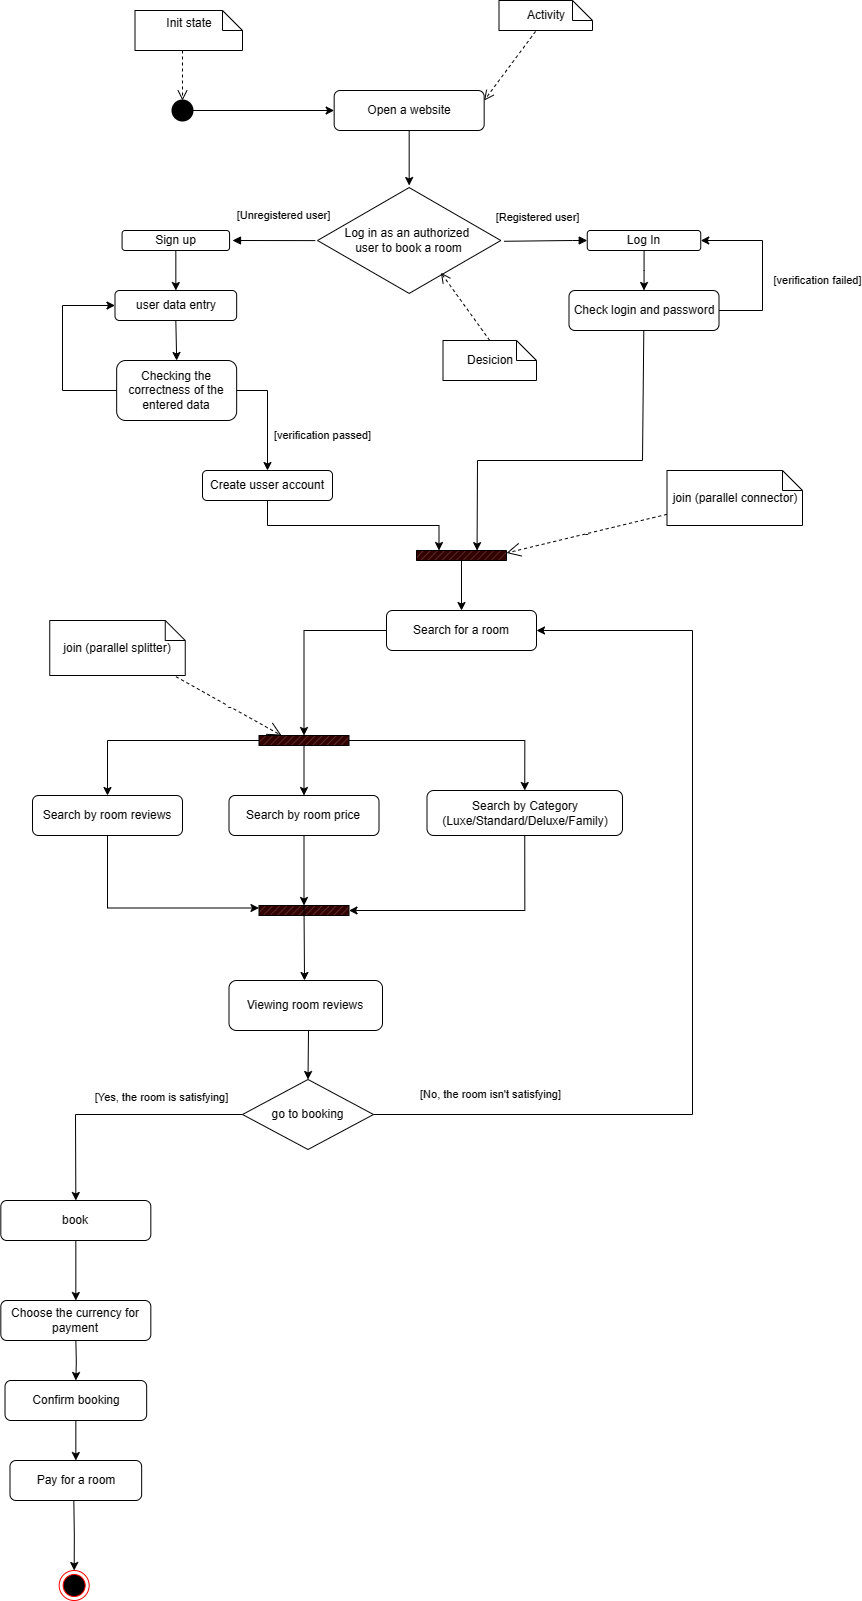 Init state
Activity
Open a website
[Unregistered user]
[Registered user]
Log in as an authorized
user to book a room
Sign up
Log In
[verification failed]
user data entry
Check login and password
Desicion
Checking the
correctness of the
entered data
[verification passed]
Create usser account
join (parallel connector)
Search for a room
join (parallel splitter)
Search by room reviews
Search by room price
Search by Category
(Luxe/Standard/Deluxe/Family)
Viewing room reviews
[Yes, the room is satisfying]
[No, the room isn't satisfying]
go to booking
book
Choose the currency for
payment
Confirm booking
Pay for a room